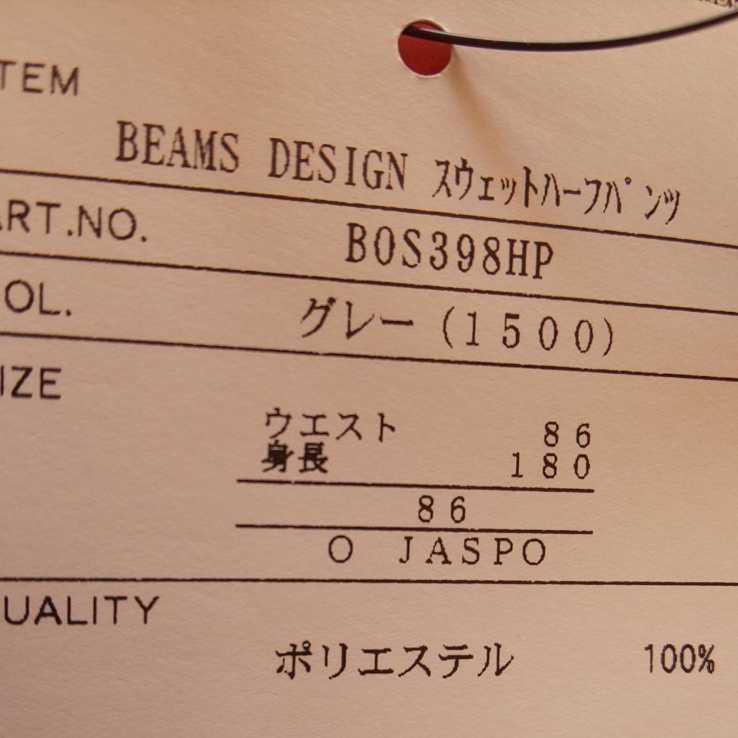 TEM
BEAMS DESIGN スウェットハーフパンツ
ART.NO.
BOS398HP
OL.
グレー(1500)
IZE
ウエスト 86
身長 180
86
O JASPO
UALITY
ポリエステル 100%